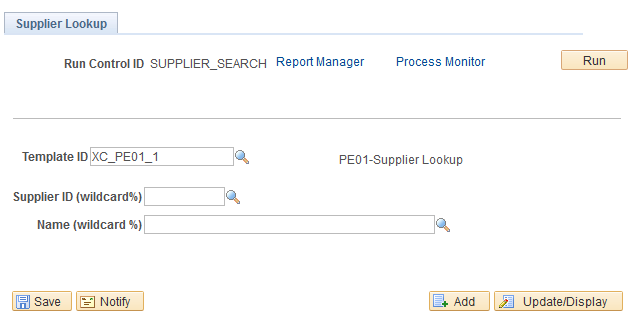 Supplier Lookup
Run Control ID SUPPLIER_SEARCH Report Manager Process Monitor Run
Template ID XC_PE01_1 PE01-Supplier Lookup
Supplier ID (wildcard%)
Name (wildcard %)
Save Notify Add Update/Display